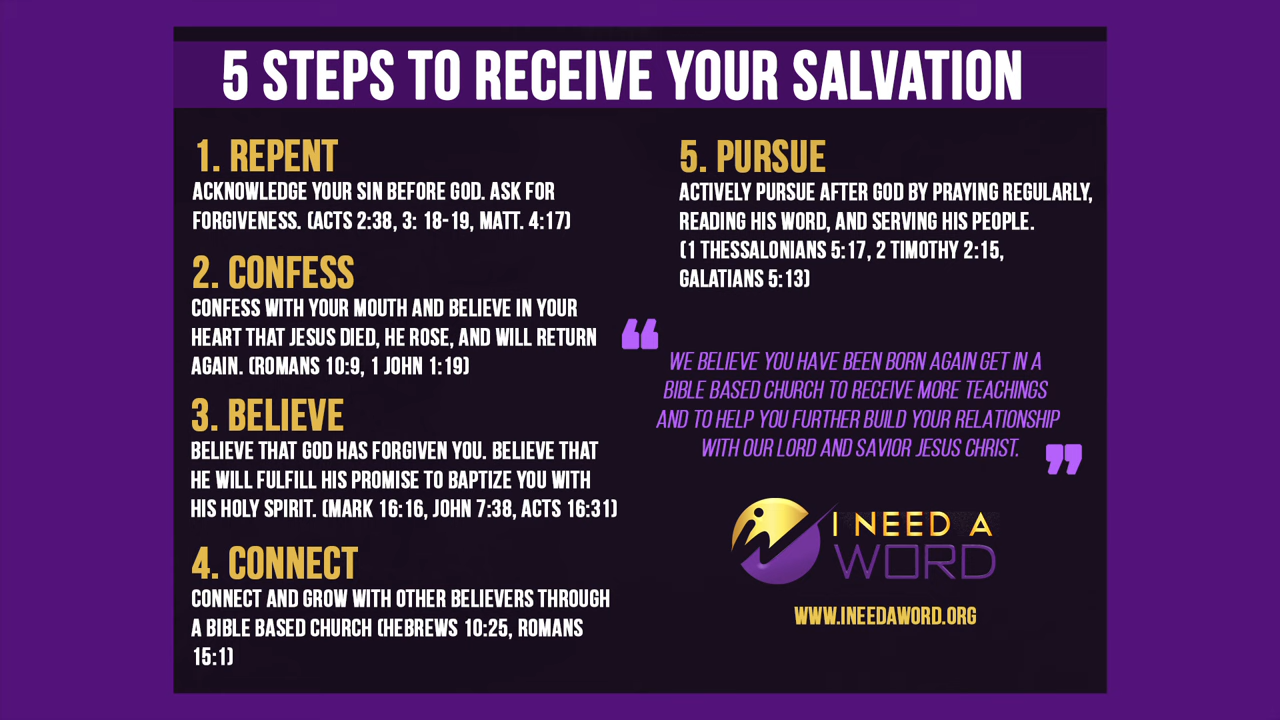 5 STEPS TO RECEIVE YOUR SALVATION
1. REPENT
ACKNOWLEDGE YOUR SIN BEFORE GOD. ASK FOR
FORGIVENESS. (ACTS 2:38, 3: 18-19, MATT. 4:17)
2. CONFESS
CONFESS WITH YOUR MOUTH AND BELIEVE IN YOUR
HEART THAT JESUS DIED, HE ROSE, AND WILL RETURN
AGAIN. (ROMANS 10:9, 1 JOHN 1:19)
3. BELIEVE
BELIEVE THAT GOD HAS FORGIVEN YOU. BELIEVE THAT
HE WILL FULFILL HIS PROMISE TO BAPTIZE YOU WITH
HIS HOLY SPIRIT. (MARK 16:16, JOHN 7:38, ACTS 16:31)
4. CONNECT
CONNECT AND GROW WITH OTHER BELIEVERS THROUGH
A BIBLE BASED CHURCH (HEBREWS 10:25, ROMANS
15:1)
5. PURSUE
ACTIVELY PURSUE AFTER GOD BY PRAYING REGULARLY,
READING HIS WORD, AND SERVING HIS PEOPLE.
(1 THESSALONIANS 5:17, 2 TIMOTHY 2:15,
GALATIANS 5:13)
❝
WE BELIEVE YOU HAVE BEEN BORN AGAIN GET IN A
BIBLE BASED CHURCH TO RECEIVE MORE TEACHINGS
AND TO HELP YOU FURTHER BUILD YOUR RELATIONSHIP
WITH OUR LORD AND SAVIOR JESUS CHRIST.
❞
I NEED A
WORD
WWW.INEEDAWORD.ORG